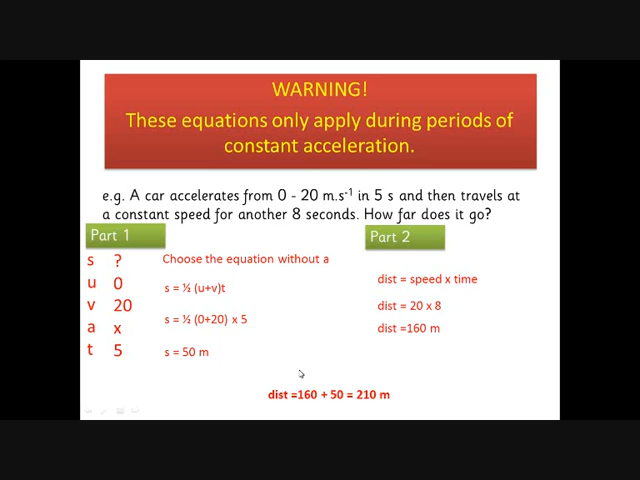 WARNING!
These equations only apply during periods of
constant acceleration.
e.g. A car accelerates from 0 - 20 m.s⁻¹ in 5 s and then travels at
a constant speed for another 8 seconds. How far does it go?
Part 1
s ?
u 0
v 20
a x
t 5
Choose the equation without a
s = ½ (u+v)t
s = ½ (0+20) x 5
s = 50 m
Part 2
dist = speed x time
dist = 20 x 8
dist =160 m
dist =160 + 50 = 210 m